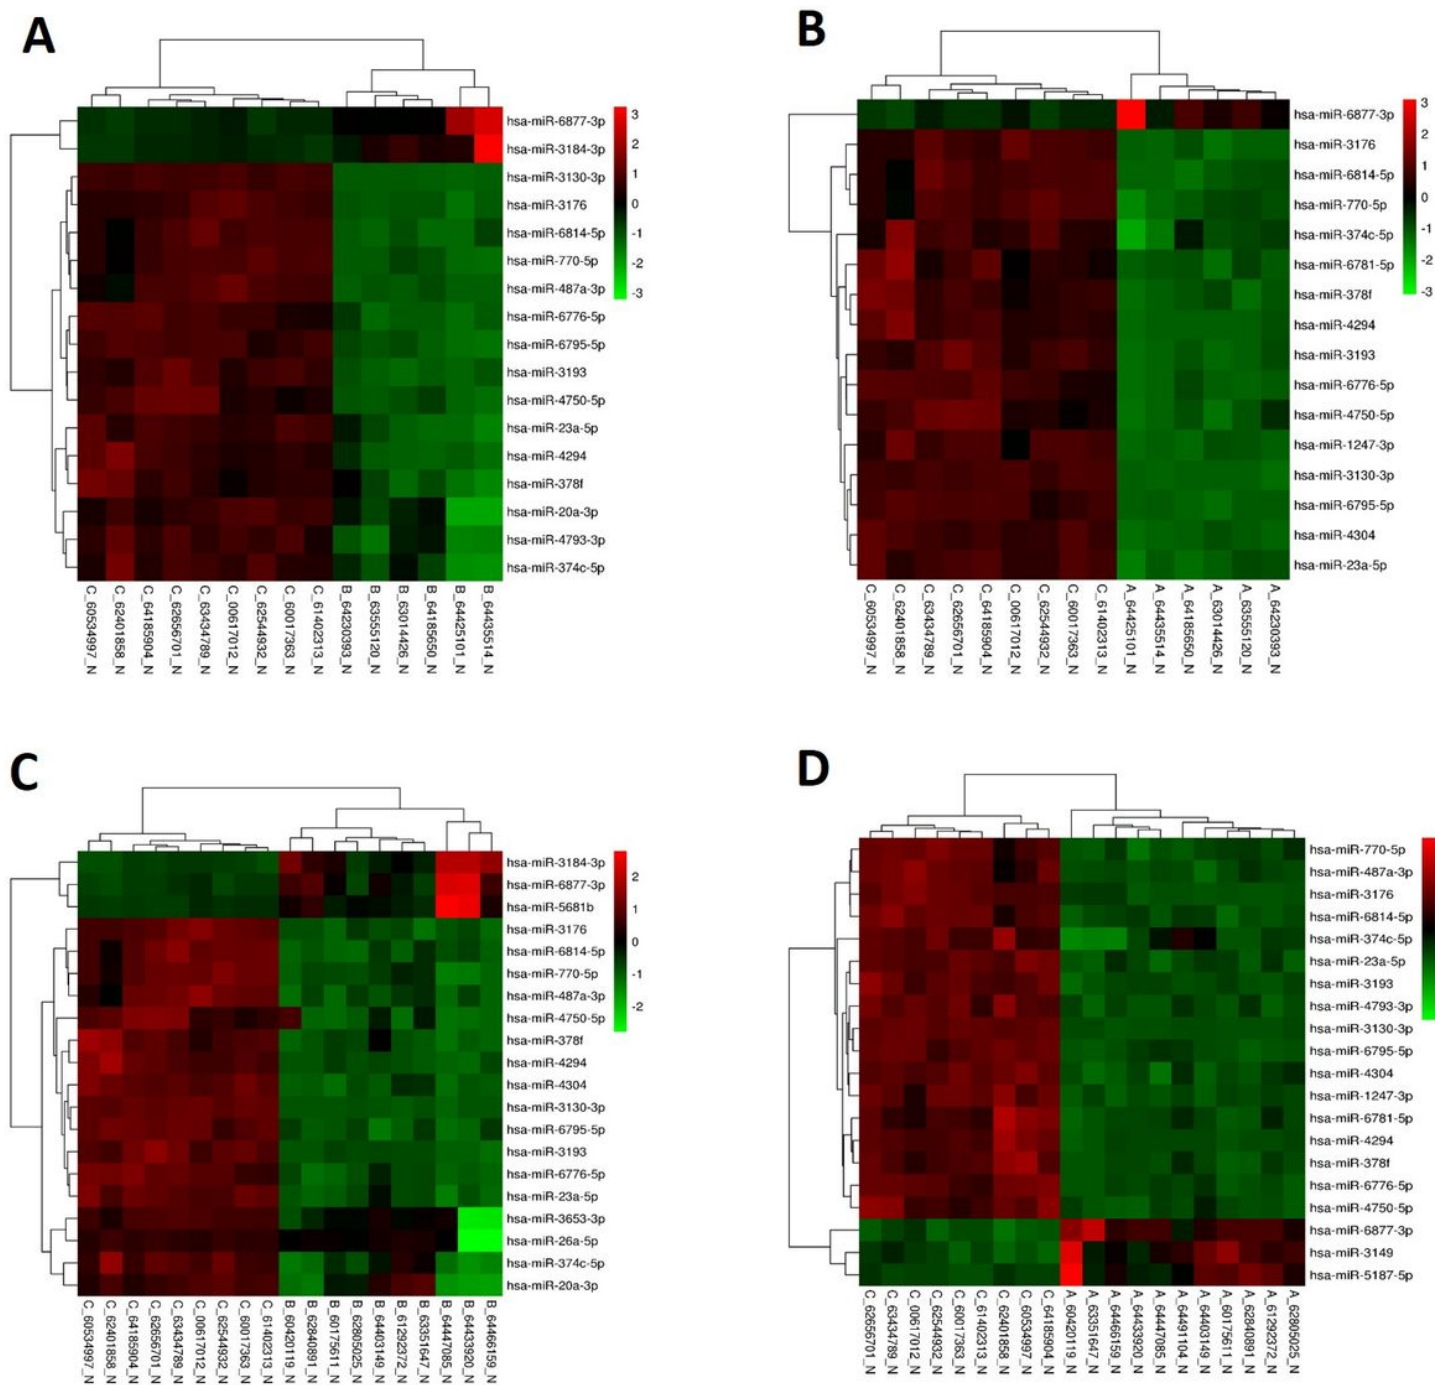 A
hsa-miR-6877-3p
hsa-miR-3184-3p
hsa-miR-3130-3p
hsa-miR-3176
hsa-miR-6814-5p
hsa-miR-770-5p
hsa-miR-487a-3p
hsa-miR-6776-5p
hsa-miR-6795-5p
hsa-miR-3193
hsa-miR-4750-5p
hsa-miR-23a-5p
hsa-miR-4294
hsa-miR-378f
hsa-miR-20a-3p
hsa-miR-4793-3p
hsa-miR-374c-5p
3
2
1
0
-1
-2
-3
C_60534997_N
C_62401858_N
C_64185904_N
C_62656701_N
C_63434789_N
C_00617012_N
C_62544932_N
C_60017363_N
C_61402313_N
B_64230393_N
B_63555120_N
B_63014426_N
B_64185650_N
B_64425101_N
B_64435514_N
B
hsa-miR-6877-3p
hsa-miR-3176
hsa-miR-6814-5p
hsa-miR-770-5p
hsa-miR-374c-5p
hsa-miR-6781-5p
hsa-miR-378f
hsa-miR-4294
hsa-miR-3193
hsa-miR-6776-5p
hsa-miR-4750-5p
hsa-miR-1247-3p
hsa-miR-3130-3p
hsa-miR-6795-5p
hsa-miR-4304
hsa-miR-23a-5p
3
2
1
0
-1
-2
-3
C_60534997_N
C_62401858_N
C_63434789_N
C_62656701_N
C_64185904_N
C_00617012_N
C_62544932_N
C_60017363_N
C_61402313_N
A_64425101_N
A_64435514_N
A_64185650_N
A_63014426_N
A_63555120_N
A_64230393_N
C
hsa-miR-3184-3p
hsa-miR-6877-3p
hsa-miR-5681b
hsa-miR-3176
hsa-miR-6814-5p
hsa-miR-770-5p
hsa-miR-487a-3p
hsa-miR-4750-5p
hsa-miR-378f
hsa-miR-4294
hsa-miR-4304
hsa-miR-3130-3p
hsa-miR-6795-5p
hsa-miR-3193
hsa-miR-6776-5p
hsa-miR-23a-5p
hsa-miR-3653-3p
hsa-miR-26a-5p
hsa-miR-374c-5p
hsa-miR-20a-3p
2
1
0
-1
-2
C_60534997_N
C_62401858_N
C_64185904_N
C_62656701_N
C_63434789_N
C_00617012_N
C_62544932_N
C_60017363_N
C_61402313_N
B_60420119_N
B_62840891_N
B_60175611_N
B_62805025_N
B_64403149_N
B_61292372_N
B_63351647_N
B_64447085_N
B_64433920_N
B_64466159_N
D
hsa-miR-770-5p
hsa-miR-487a-3p
hsa-miR-3176
hsa-miR-6814-5p
hsa-miR-374c-5p
hsa-miR-23a-5p
hsa-miR-3193
hsa-miR-4793-3p
hsa-miR-3130-3p
hsa-miR-6795-5p
hsa-miR-4304
hsa-miR-1247-3p
hsa-miR-6781-5p
hsa-miR-4294
hsa-miR-378f
hsa-miR-6776-5p
hsa-miR-4750-5p
hsa-miR-6877-3p
hsa-miR-3149
hsa-miR-5187-5p
C_62656701_N
C_63434789_N
C_00617012_N
C_62544932_N
C_60017363_N
C_61402313_N
C_62401858_N
C_60534997_N
C_64185904_N
A_60420119_N
A_63351647_N
A_64466159_N
A_64433920_N
A_64447085_N
A_64491104_N
A_64403149_N
A_60175611_N
A_62840891_N
A_61292372_N
A_62805025_N